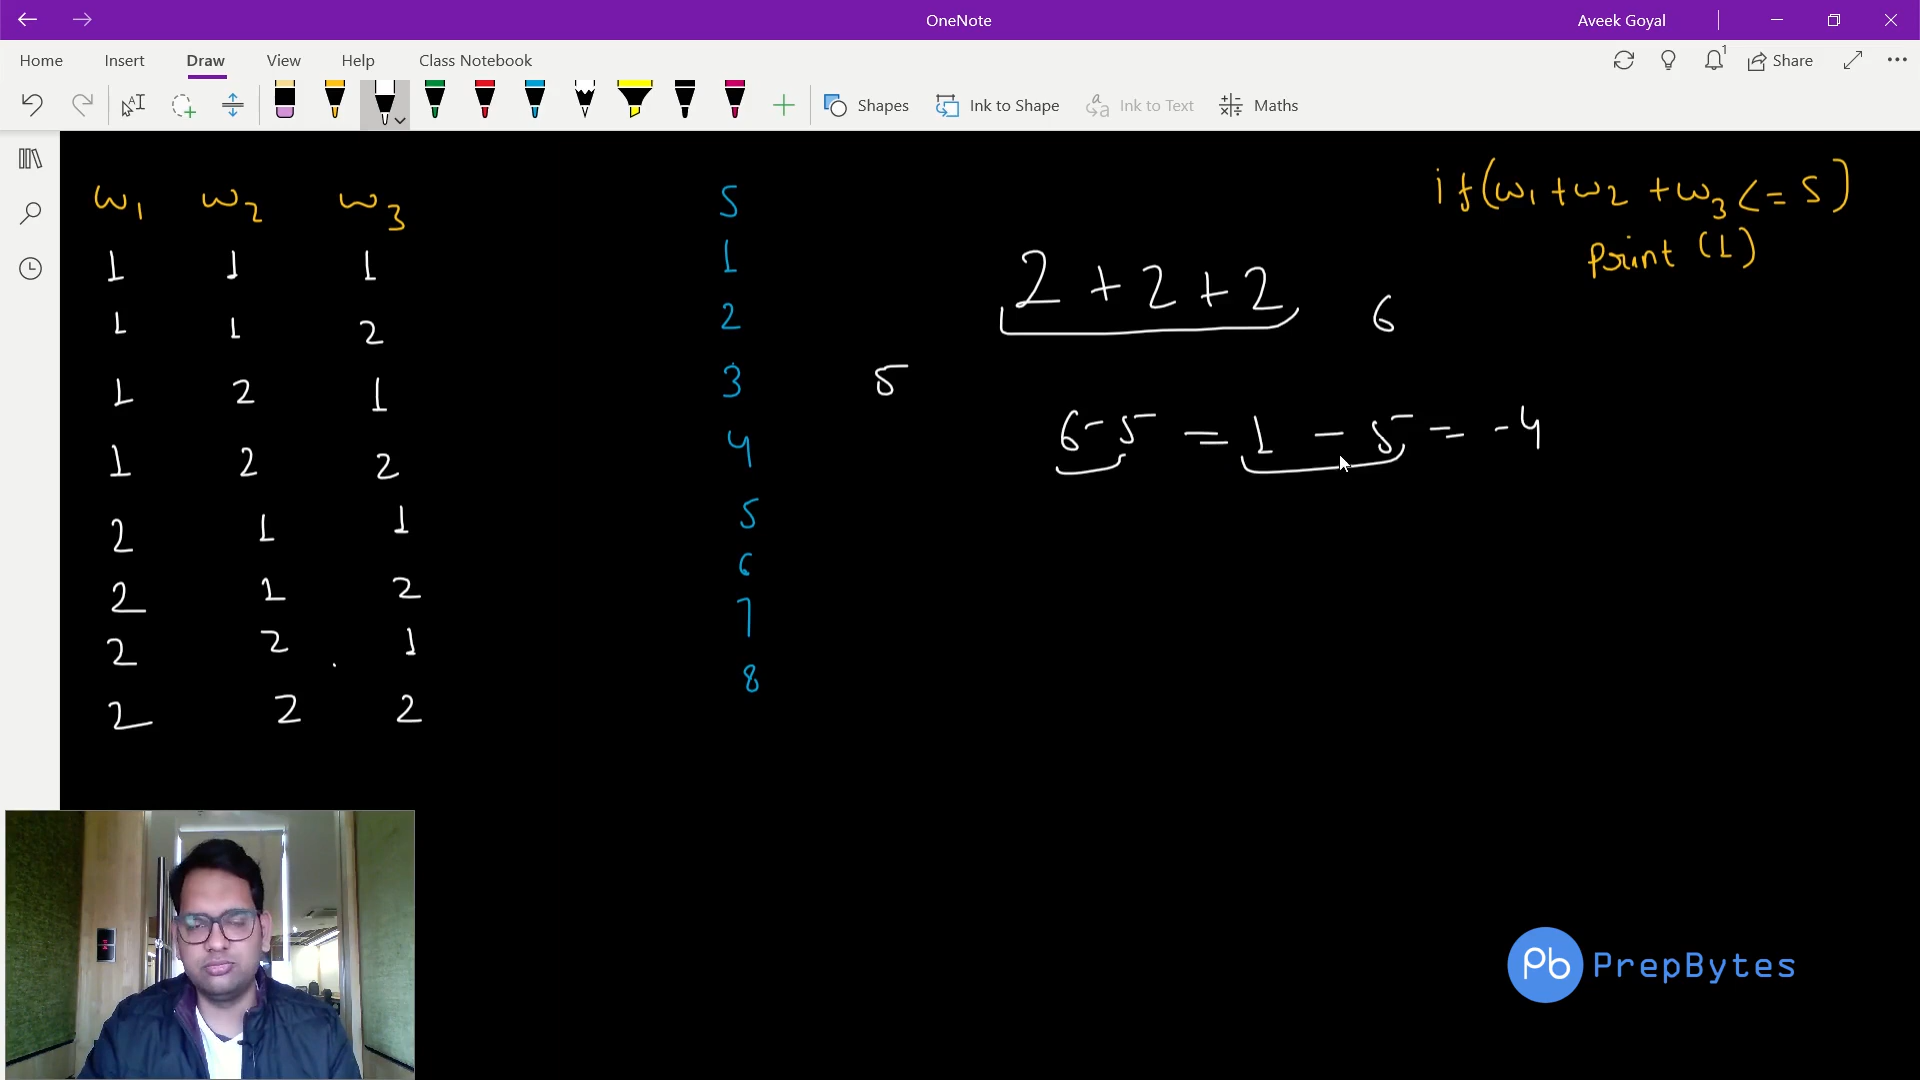 OneNote
Aveek Goyal
Home Insert Draw View Help Class Notebook
1
Share
Shapes Ink to Shape Ink to Text Maths
w1 w2 w3 S
1 1 1 1
1 1 2 2
1 2 1 3
1 2 2 4
2 1 1 5
2 1 2 6
2 2 1 7
2 2 2 8
if(w1+w2+w3<=S)
print(1)
2+2+2 6
5
6-5 = 1 - 5 = -4
Pb PrepBytes